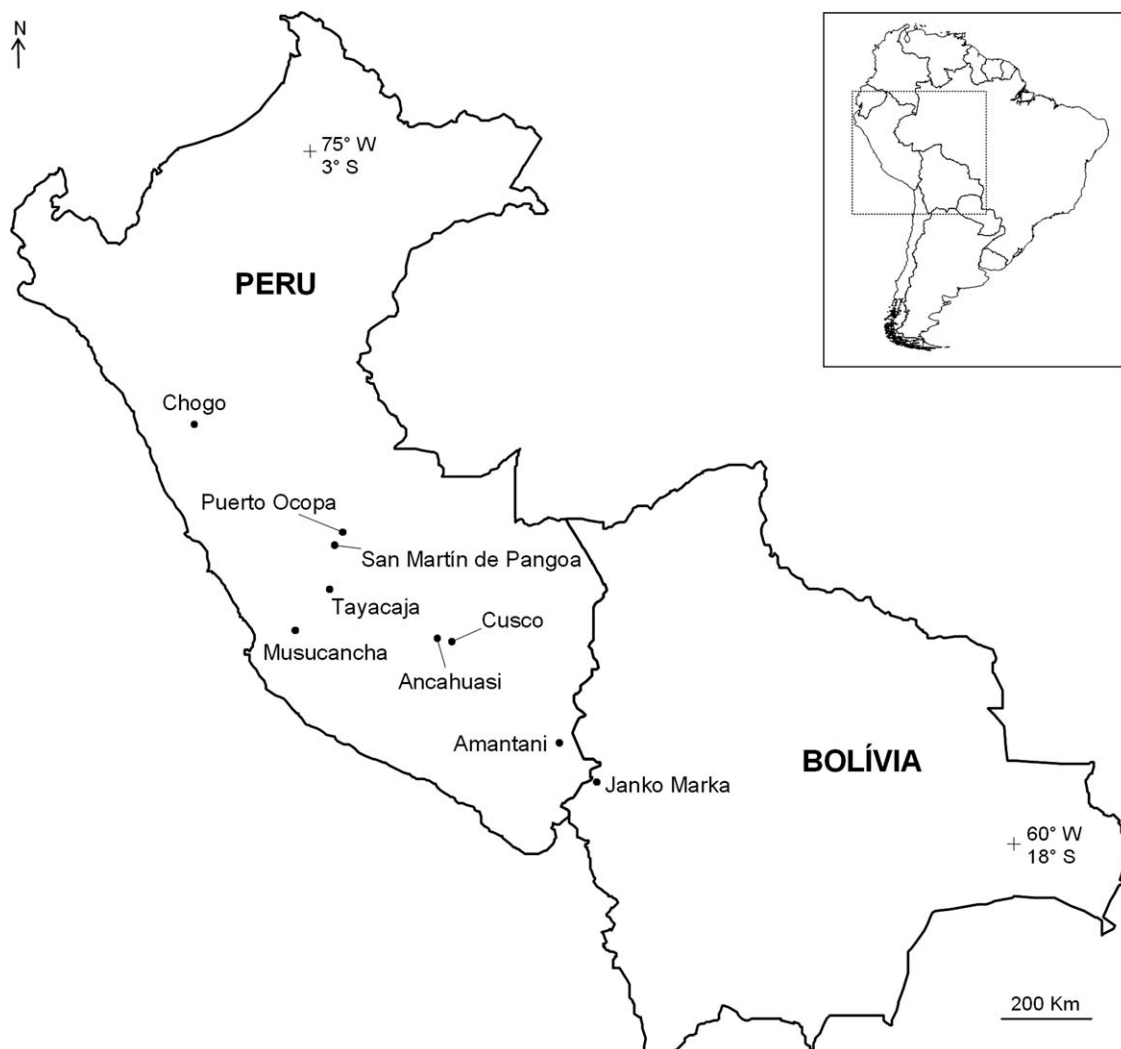 N
75° W
3° S
PERU
Chogo
Puerto Ocopa
San Martín de Pangoa
Tayacaja
Cusco
Musucancha
Ancahuasi
Amantani
BOLÍVIA
Janko Marka
60° W
18° S
200 Km